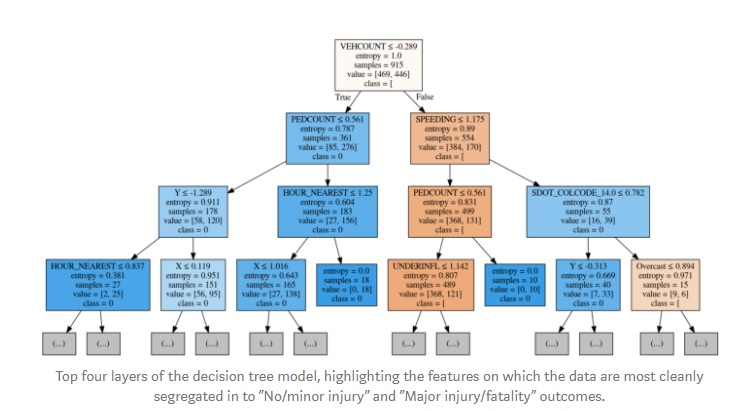 VEHCOUNT ≤ -0.289
entropy = 1.0
samples = 915
value = [469, 446]
class = [
True
False
PEDCOUNT ≤ 0.561
entropy = 0.787
samples = 361
value = [85, 276]
class = 0
SPEEDING ≤ 1.175
entropy = 0.89
samples = 554
value = [384, 170]
class = [
Y ≤ -1.289
entropy = 0.911
samples = 178
value = [58, 120]
class = 0
HOUR_NEAREST ≤ 1.25
entropy = 0.604
samples = 183
value = [27, 156]
class = 0
PEDCOUNT ≤ 0.561
entropy = 0.831
samples = 499
value = [368, 131]
class = [
SDOT_COLCODE_14.0 ≤ 0.782
entropy = 0.87
samples = 55
value = [16, 39]
class = 0
HOUR_NEAREST ≤ 0.837
entropy = 0.381
samples = 27
value = [2, 25]
class = 0
X ≤ 0.119
entropy = 0.951
samples = 151
value = [56, 95]
class = 0
X ≤ 1.016
entropy = 0.643
samples = 165
value = [27, 138]
class = 0
entropy = 0.0
samples = 18
value = [0, 18]
class = 0
UNDERINFL ≤ 1.142
entropy = 0.807
samples = 489
value = [368, 121]
class = [
entropy = 0.0
samples = 10
value = [0, 10]
class = 0
Y ≤ -0.313
entropy = 0.669
samples = 40
value = [7, 33]
class = 0
Overcast ≤ 0.894
entropy = 0.971
samples = 15
value = [9, 6]
class = [
(...)
(...)
(...)
(...)
(...)
(...)
(...)
(...)
(...)
(...)
(...)
(...)
Top four layers of the decision tree model, highlighting the features on which the data are most cleanly
segregated in to "No/minor injury" and "Major injury/fatality" outcomes.